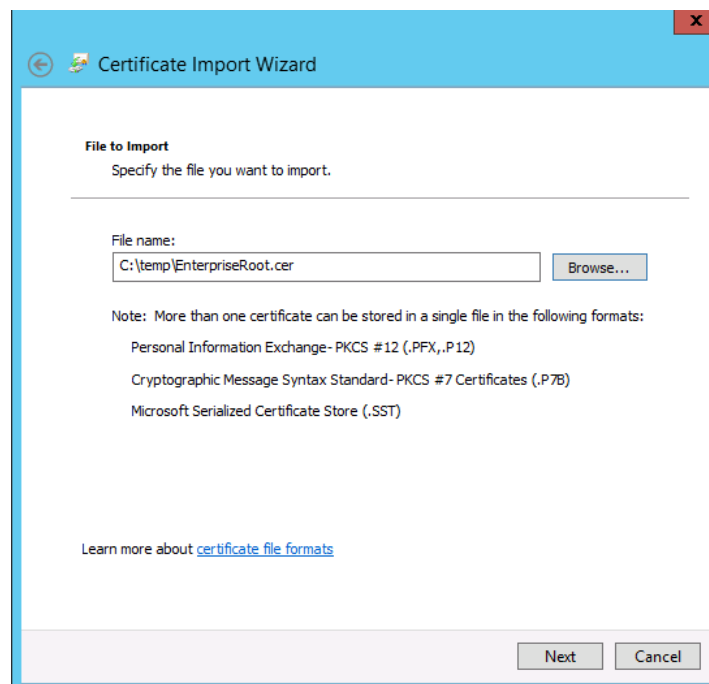 x
Certificate Import Wizard
File to Import
Specify the file you want to import.
File name:
C:\temp\EnterpriseRoot.cer
Browse...
Note: More than one certificate can be stored in a single file in the following formats:
Personal Information Exchange- PKCS #12 (.PFX,.P12)
Cryptographic Message Syntax Standard- PKCS #7 Certificates (.P7B)
Microsoft Serialized Certificate Store (.SST)
Learn more about certificate file formats
Next Cancel